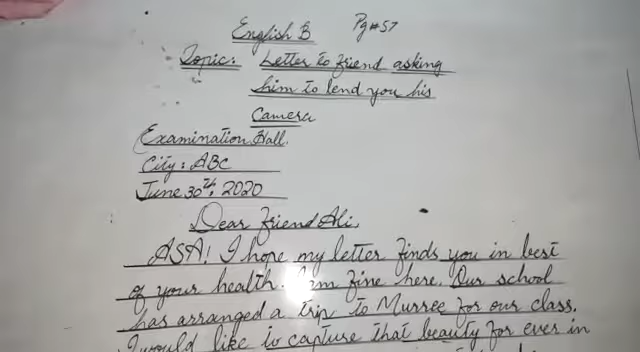 English B Pg#57
Topic: Letter to friend asking
him to lend you his
Camera
Examination Hall.
City: ABC
June 30th, 2020
Dear friend Ali,
ASA! I hope my letter finds you in best
of your health. I am fine here. Our school
has arranged a trip to Murree for our class.
I would like to capture that beauty for ever in